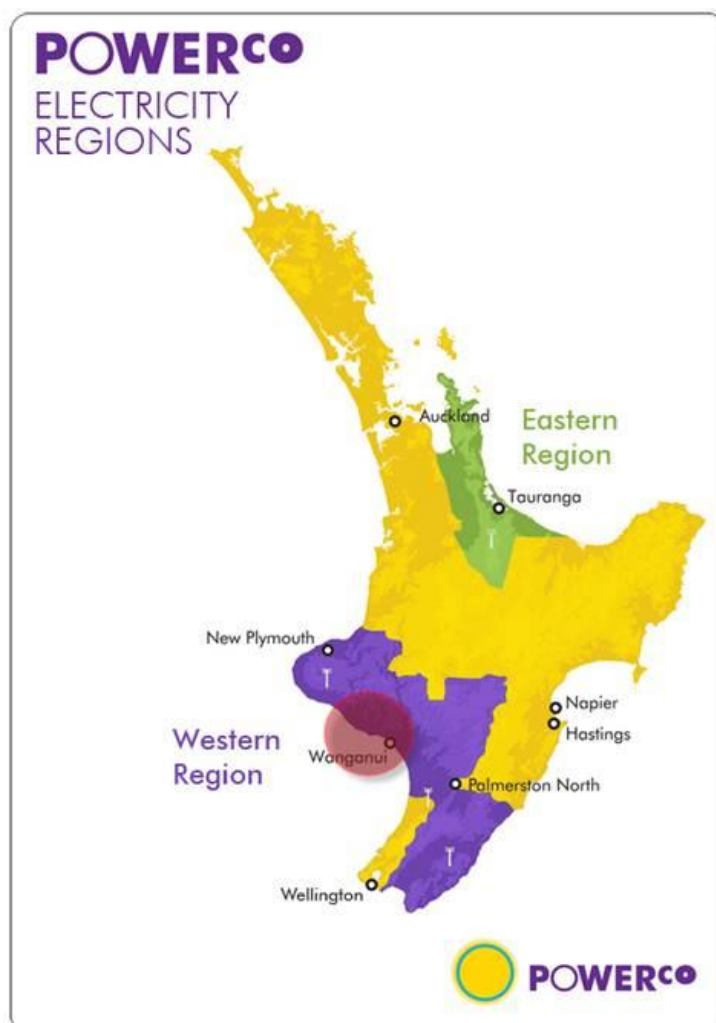 POWERCO
ELECTRICITY
REGIONS
Auckland
Eastern
Region
Tauranga
New Plymouth
Napier
Hastings
Western
Region
Wanganui
Palmerston North
Wellington
POWERCO